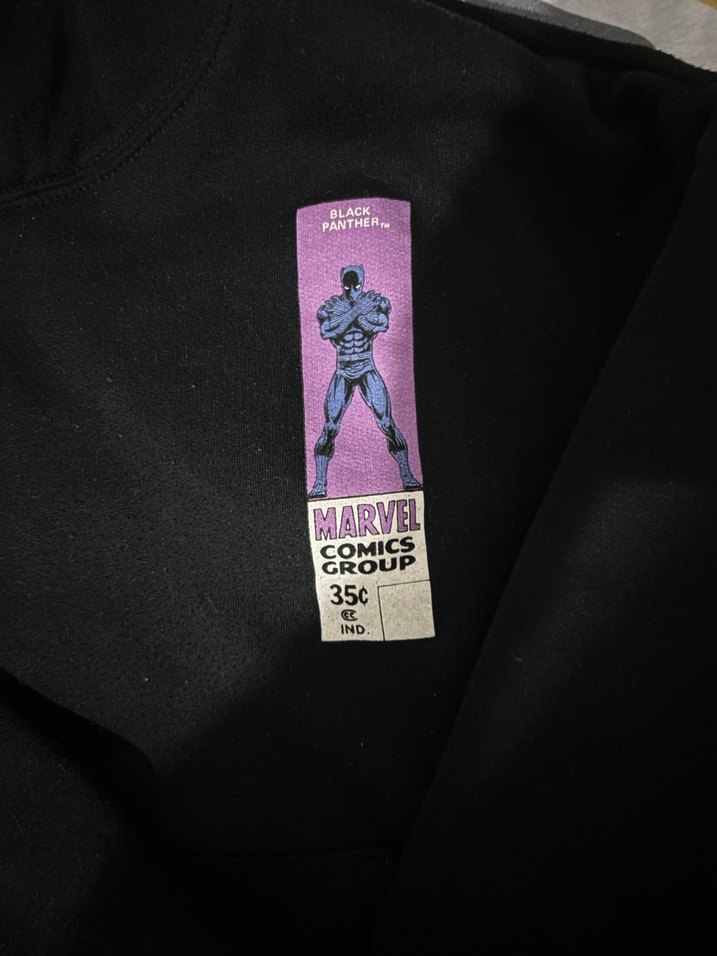 BLACK
PANTHER™
MARVEL
COMICS
GROUP
35¢
CC
IND.